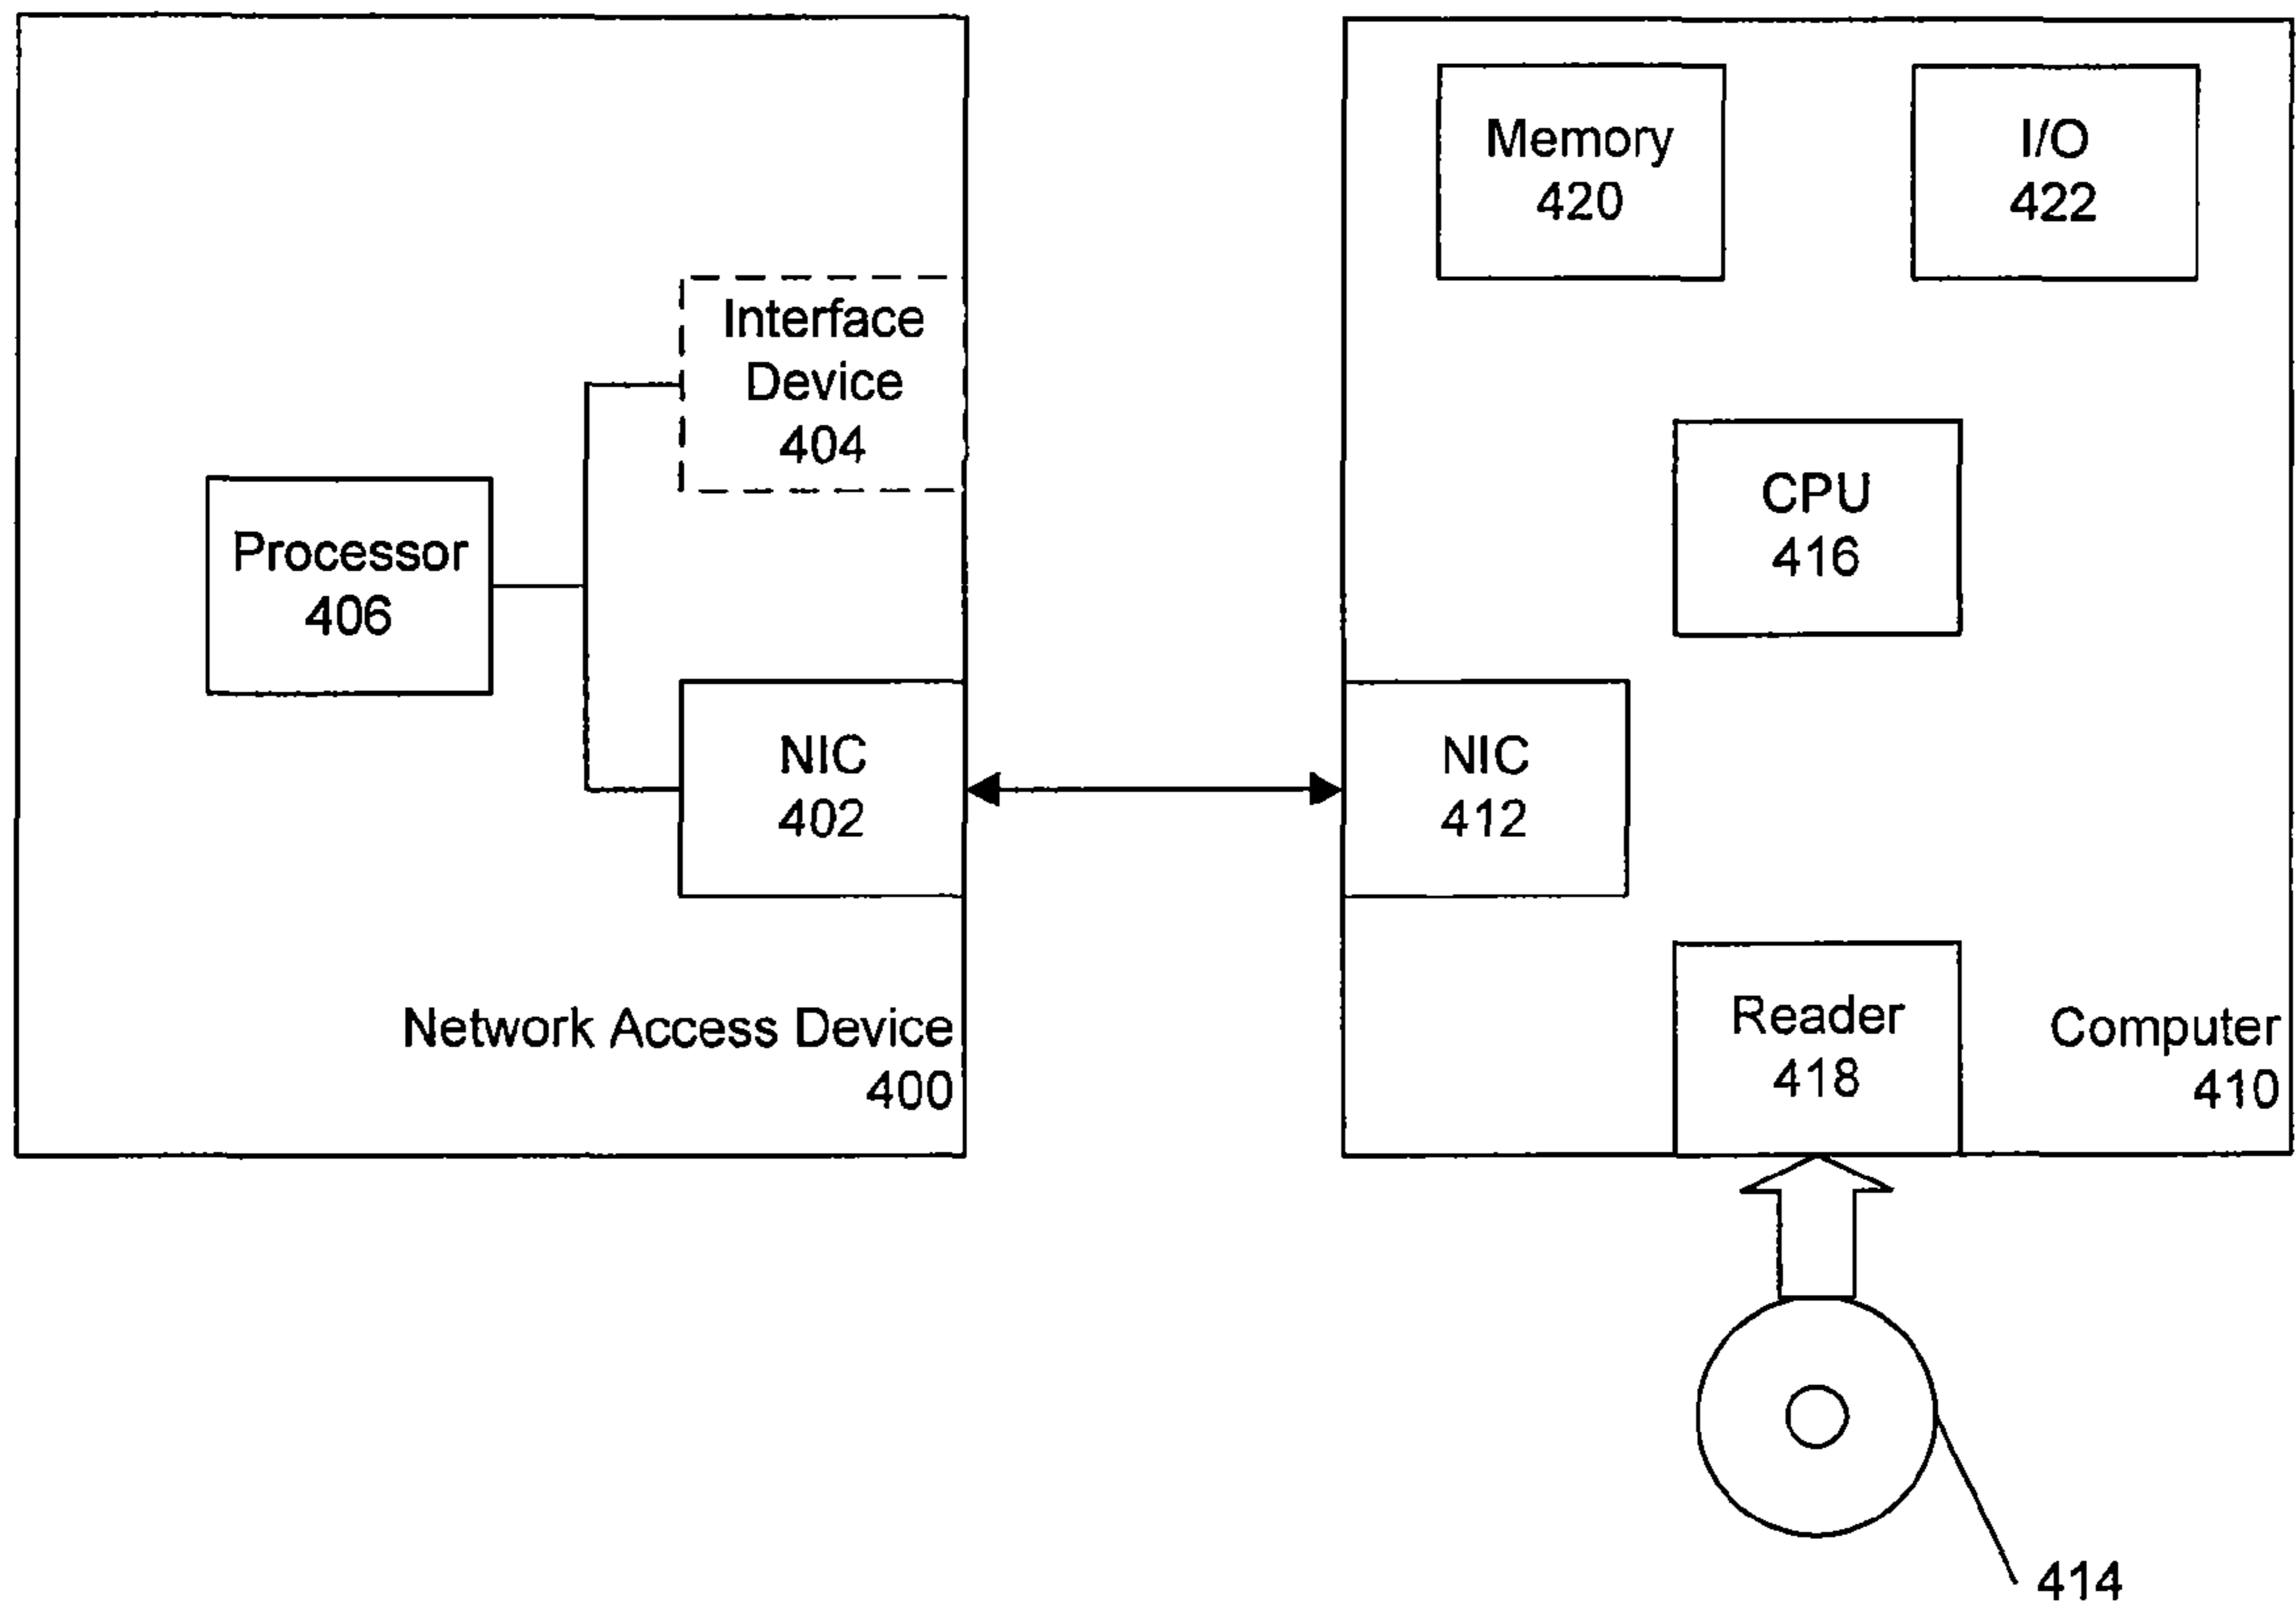 Memory
420
I/O
422
Interface
Device
404
CPU
416
Processor
406
NIC
402
NIC
412
Network Access Device
400
Reader
418
Computer
410
414